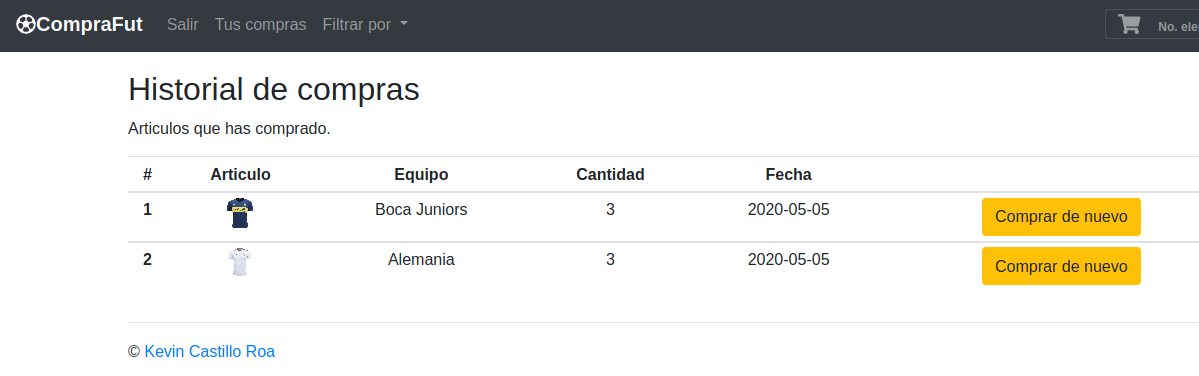 CompraFut Salir Tus compras Filtrar por No. ele
Historial de compras
Articulos que has comprado.
# Articulo Equipo Cantidad Fecha
1 Boca Juniors 3 2020-05-05 Comprar de nuevo
2 Alemania 3 2020-05-05 Comprar de nuevo
© Kevin Castillo Roa